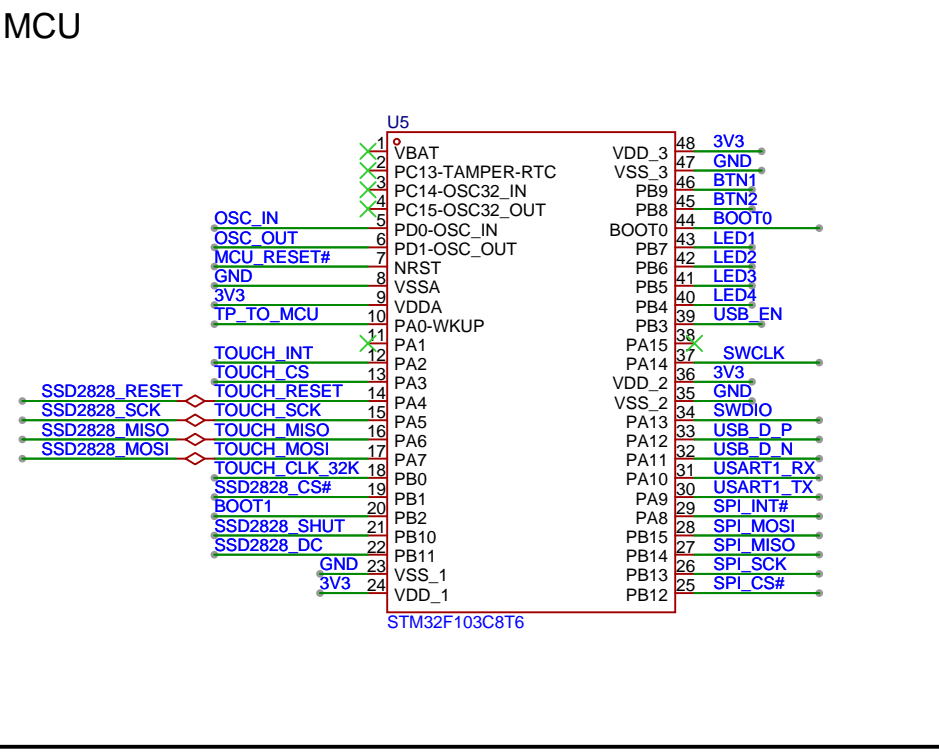 MCU
U5
1 VBAT
2 PC13-TAMPER-RTC
3 PC14-OSC32_IN
4 PC15-OSC32_OUT
OSC_IN 5 PD0-OSC_IN
OSC_OUT 6 PD1-OSC_OUT
MCU_RESET# 7 NRST
GND 8 VSSA
3V3 9 VDDA
TP_TO_MCU 10 PA0-WKUP
11 PA1
TOUCH_INT 12 PA2
TOUCH_CS 13 PA3
SSD2828_RESET TOUCH_RESET 14 PA4
SSD2828_SCK TOUCH_SCK 15 PA5
SSD2828_MISO TOUCH_MISO 16 PA6
SSD2828_MOSI TOUCH_MOSI 17 PA7
TOUCH_CLK_32K 18 PB0
SSD2828_CS# 19 PB1
BOOT1 20 PB2
SSD2828_SHUT 21 PB10
SSD2828_DC 22 PB11
GND 23 VSS_1
3V3 24 VDD_1
VDD_3 48 3V3
VSS_3 47 GND
PB9 46 BTN1
PB8 45 BTN2
BOOT0 44 BOOT0
PB7 43 LED1
PB6 42 LED2
PB5 41 LED3
PB4 40 LED4
PB3 39 USB_EN
PA15 38
PA14 37 SWCLK
VDD_2 36 3V3
VSS_2 35 GND
PA13 34 SWDIO
PA12 33 USB_D_P
PA11 32 USB_D_N
PA10 31 USART1_RX
PA9 30 USART1_TX
PA8 29 SPI_INT#
PB15 28 SPI_MOSI
PB14 27 SPI_MISO
PB13 26 SPI_SCK
PB12 25 SPI_CS#
STM32F103C8T6